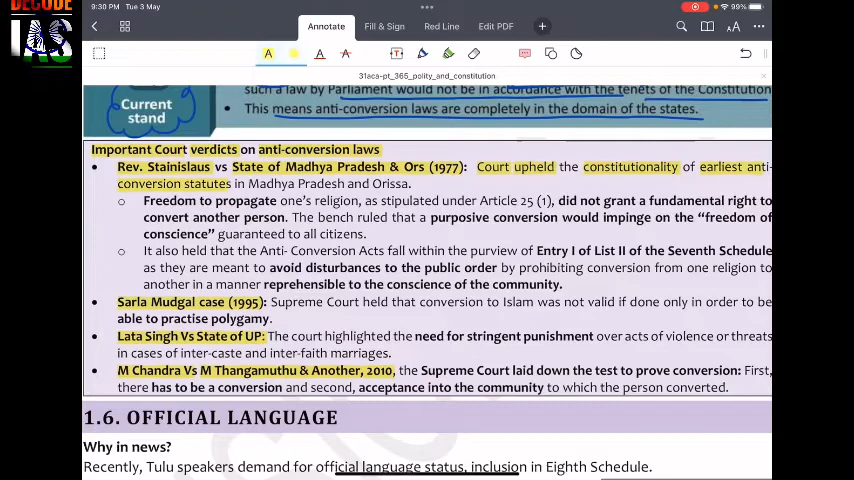 DECODE
IAS
9:30 PM Tue 3 May
99%
Annotate
Fill & Sign
Red Line
Edit PDF
31aca-pt_365_polity_and_constitution
such a law by Parliament would not be in accordance with the tenets of the Constitution
Current
stand
• This means anti-conversion laws are completely in the domain of the states.
Important Court verdicts on anti-conversion laws
• Rev. Stanislaus vs State of Madhya Pradesh & Ors (1977): Court upheld the constitutionality of earliest anti-
conversion statutes in Madhya Pradesh and Orissa.
o Freedom to propagate one's religion, as stipulated under Article 25 (1), did not grant a fundamental right to
convert another person. The bench ruled that a purposive conversion would impinge on the "freedom of
conscience" guaranteed to all citizens.
o It also held that the Anti- Conversion Acts fall within the purview of Entry I of List II of the Seventh Schedule
as they are meant to avoid disturbances to the public order by prohibiting conversion from one religion to
another in a manner reprehensible to the conscience of the community.
• Sarla Mudgal case (1995): Supreme Court held that conversion to Islam was not valid if done only in order to be
able to practise polygamy.
• Lata Singh Vs State of UP: The court highlighted the need for stringent punishment over acts of violence or threats
in cases of inter-caste and inter-faith marriages.
• M Chandra Vs M Thangamuthu & Another, 2010, the Supreme Court laid down the test to prove conversion: First,
there has to be a conversion and second, acceptance into the community to which the person converted.
1.6. OFFICIAL LANGUAGE
Why in news?
Recently, Tulu speakers demand for official language status, inclusion in Eighth Schedule.